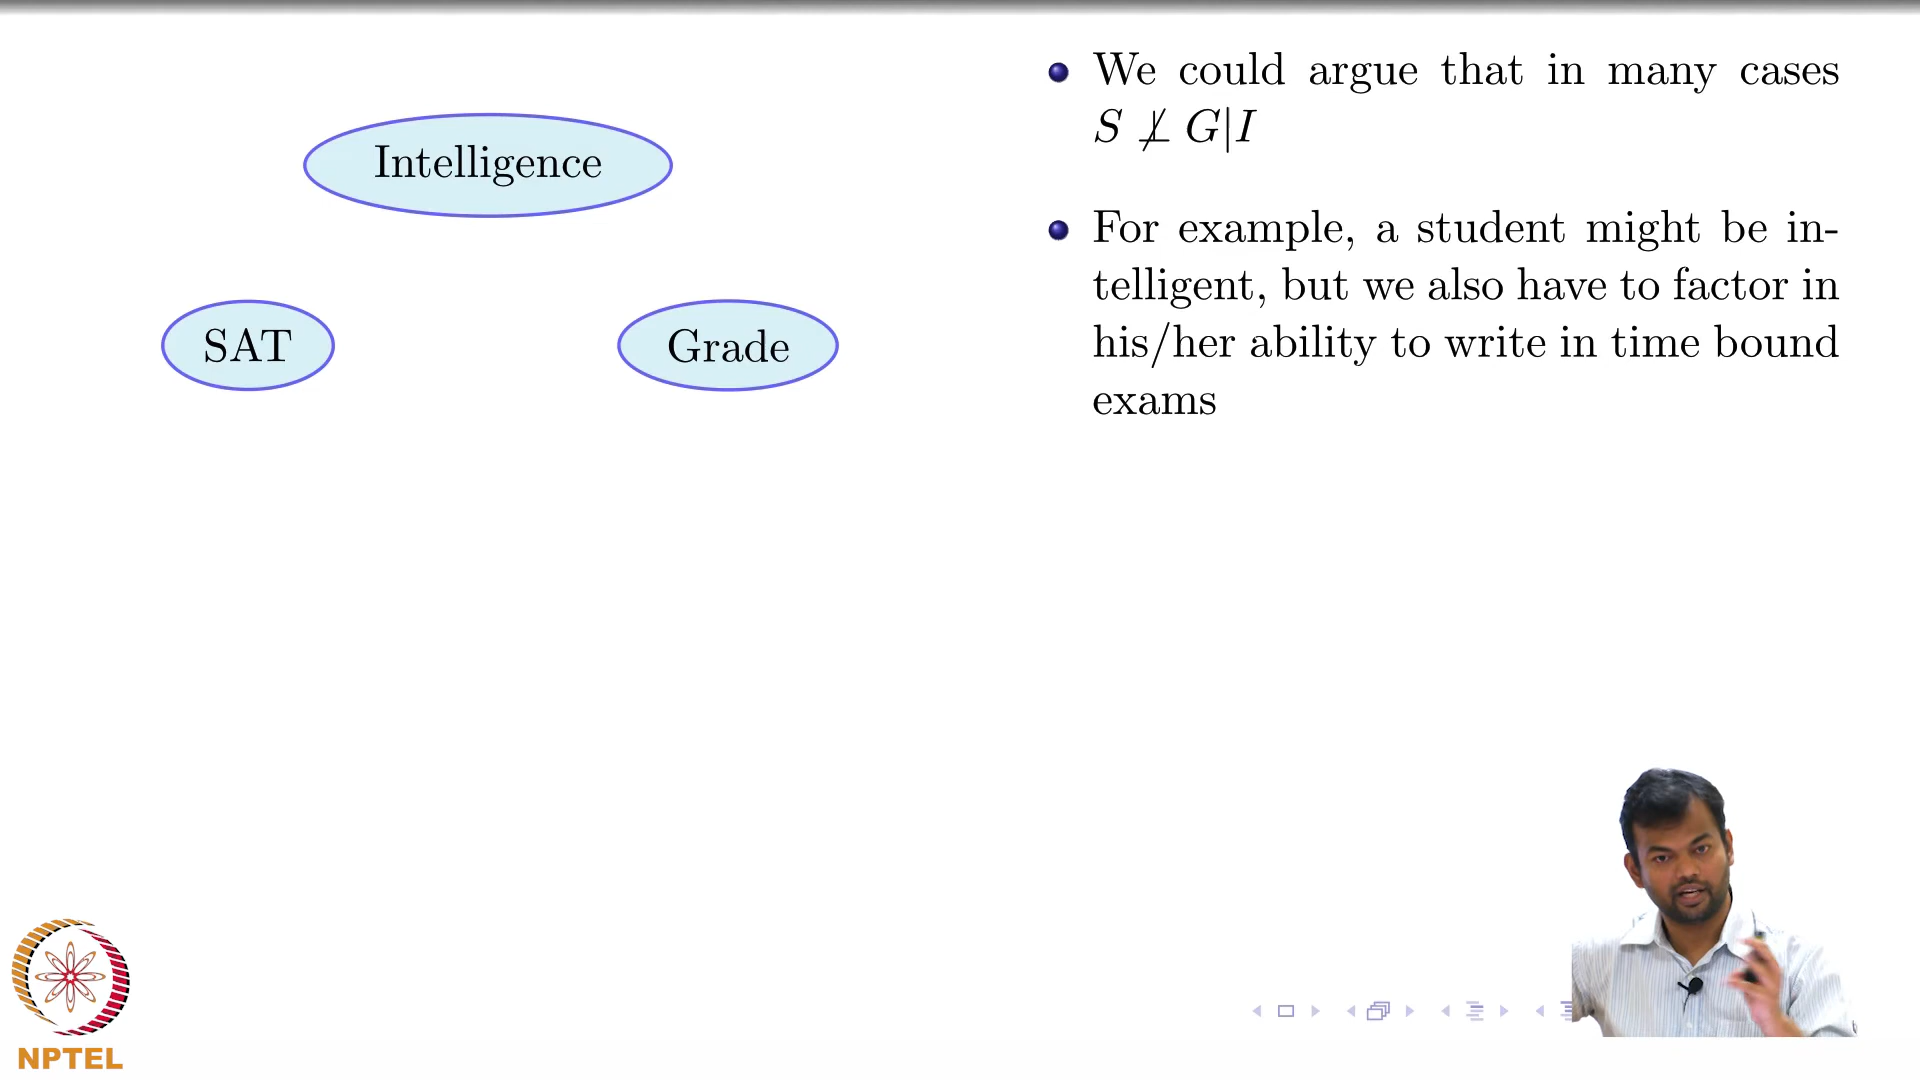 Intelligence
SAT
Grade
We could argue that in many cases
S ⊥̸ G|I
For example, a student might be in-
telligent, but we also have to factor in
his/her ability to write in time bound
exams
NPTEL